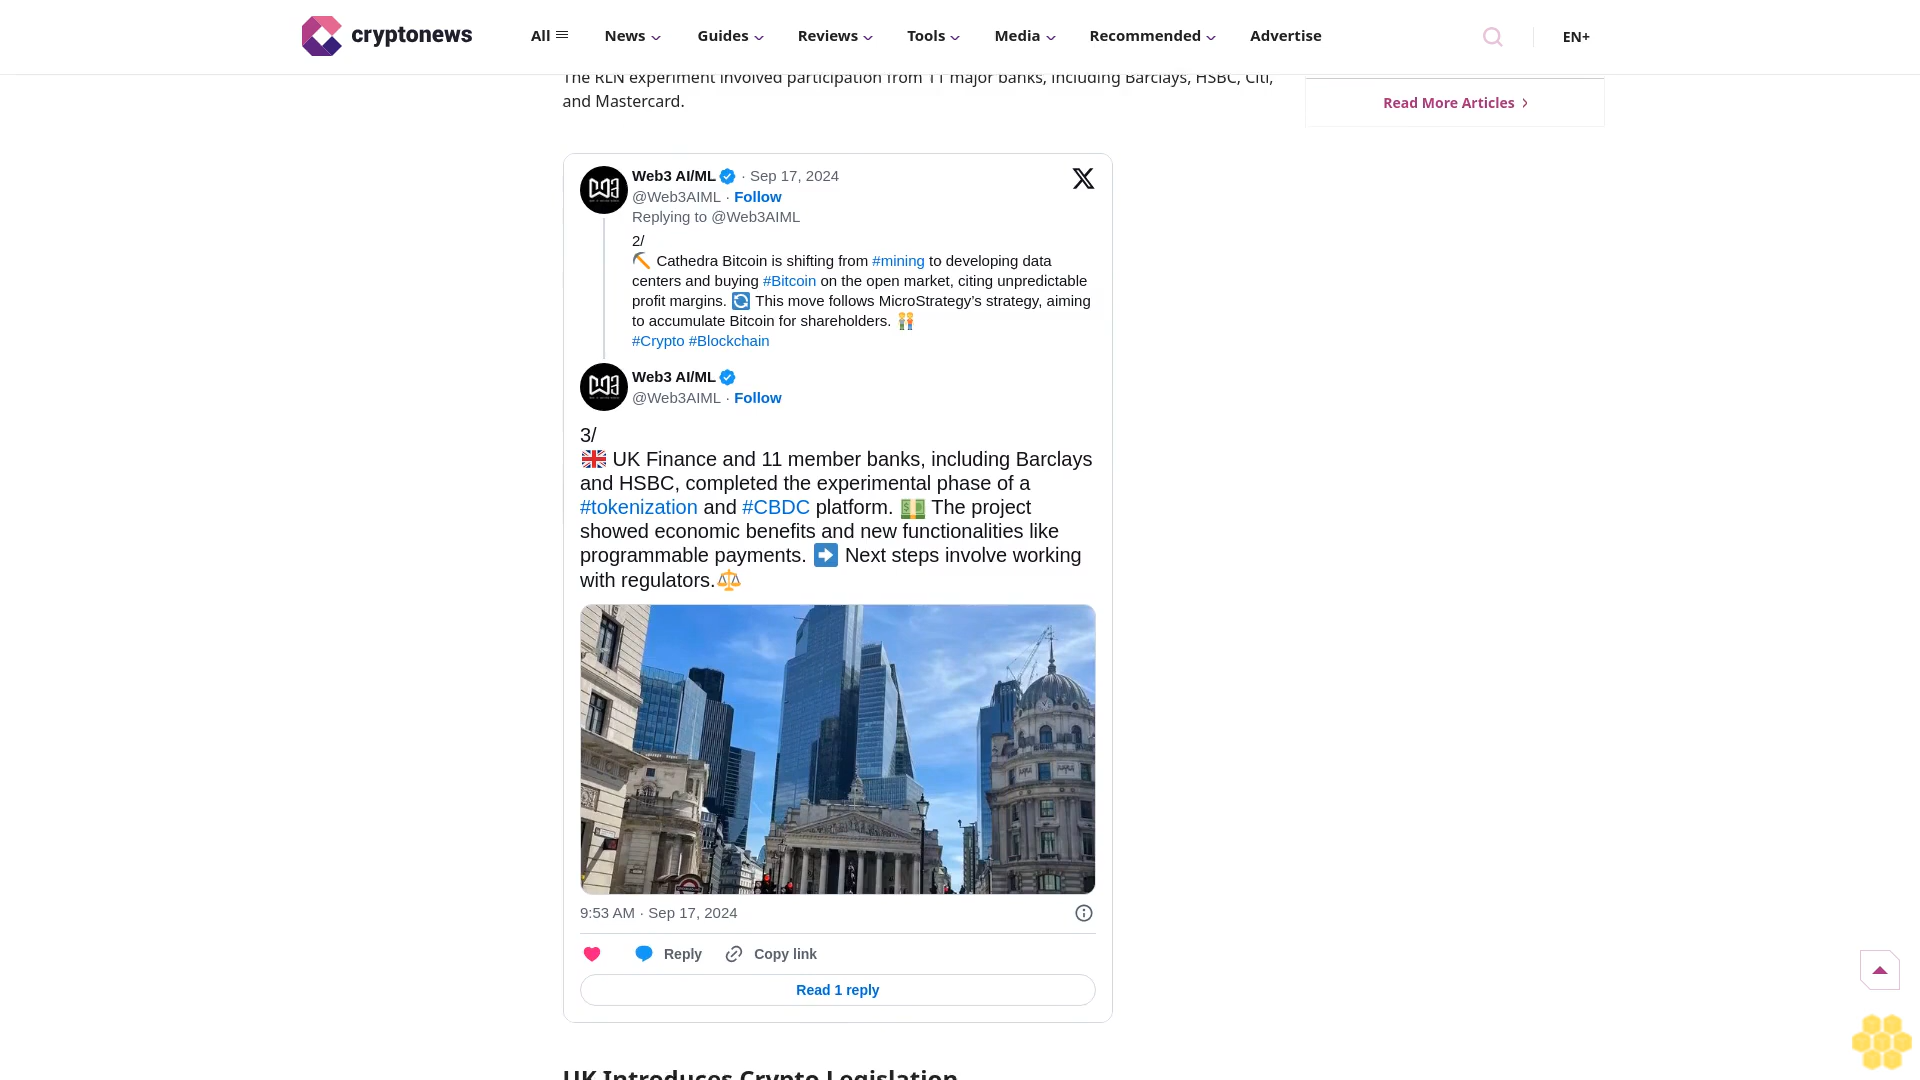 cryptonews
All
News
Guides
Reviews
Tools
Media
Recommended
Advertise
EN+
The RLN experiment involved participation from 11 major banks, including Barclays, HSBC, Citi,
and Mastercard.
Read More Articles
Web3 AI/ML · Sep 17, 2024
@Web3AIML · Follow
Replying to @Web3AIML
2/
⛏️ Cathedra Bitcoin is shifting from #mining to developing data
centers and buying #Bitcoin on the open market, citing unpredictable
profit margins. 🔄 This move follows MicroStrategy’s strategy, aiming
to accumulate Bitcoin for shareholders. 🧑‍🤝‍🧑
#Crypto #Blockchain
Web3 AI/ML
@Web3AIML · Follow
3/
🇬🇧 UK Finance and 11 member banks, including Barclays
and HSBC, completed the experimental phase of a
#tokenization and #CBDC platform. 💵 The project
showed economic benefits and new functionalities like
programmable payments. ➡️ Next steps involve working
with regulators.⚖️
9:53 AM · Sep 17, 2024
Reply
Copy link
Read 1 reply
UK Introduces Crypto Legislation